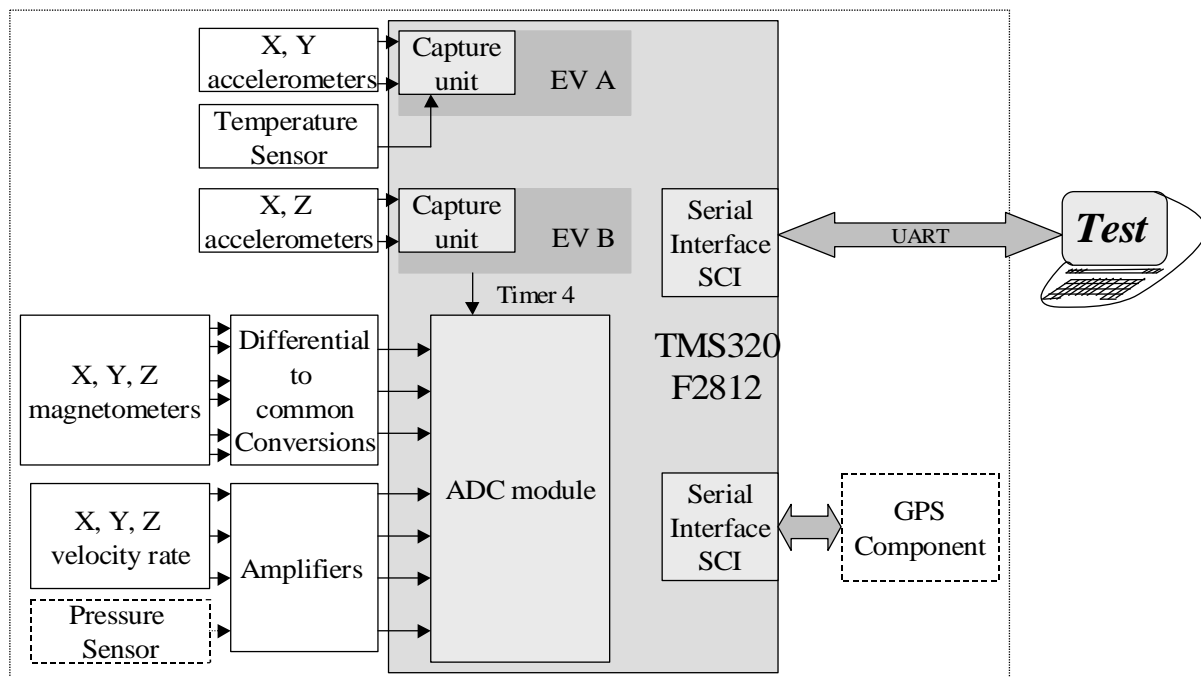 X, Y
accelerometers
Capture
unit
EV A
Temperature
Sensor
X, Z
accelerometers
Capture
unit
EV B
Timer 4
Serial
Interface
SCI
UART
Test
TMS320
F2812
X, Y, Z
magnetometers
Differential
to
common
Conversions
ADC module
X, Y, Z
velocity rate
Amplifiers
Pressure
Sensor
Serial
Interface
SCI
GPS
Component